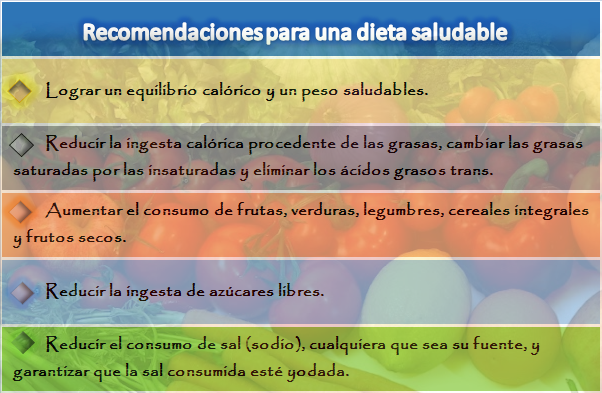 Recomendaciones para una dieta saludable
Lograr un equilibrio calórico y un peso saludables.
Reducir la ingesta calórica procedente de las grasas, cambiar las grasas
saturadas por las insaturadas y eliminar los ácidos grasos trans.
Aumentar el consumo de frutas, verduras, legumbres, cereales integrales
y frutos secos.
Reducir la ingesta de azúcares libres.
Reducir el consumo de sal (sodio), cualquiera que sea su fuente, y
garantizar que la sal consumida esté yodada.